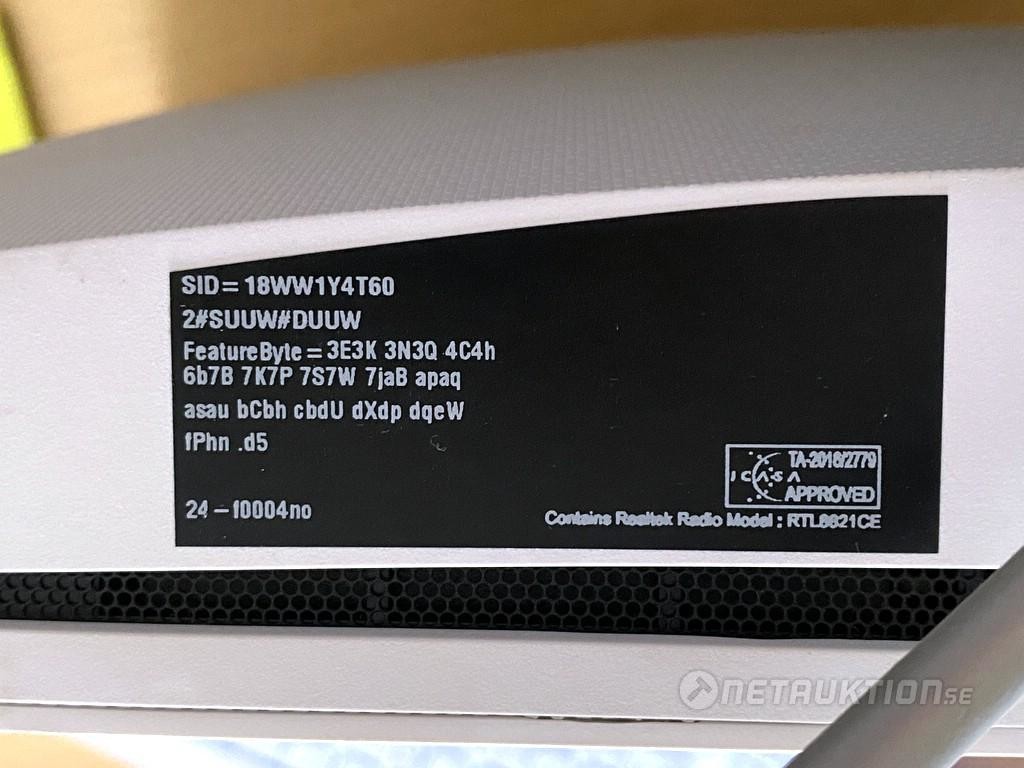 SID=18WW1Y4T60
2#SUUW#DUUW
FeatureByte=3E3K 3N3Q 4C4h
6b7B 7K7P 7S7W 7jaB apaq
asau bCbh cbdU dXdp dqeW
fPhn .d5
24-f0004no
TA-2016/2779
ICASA
APPROVED
Contains Realtek Radio Model : RTL8821CE
NETAUKTION.SE